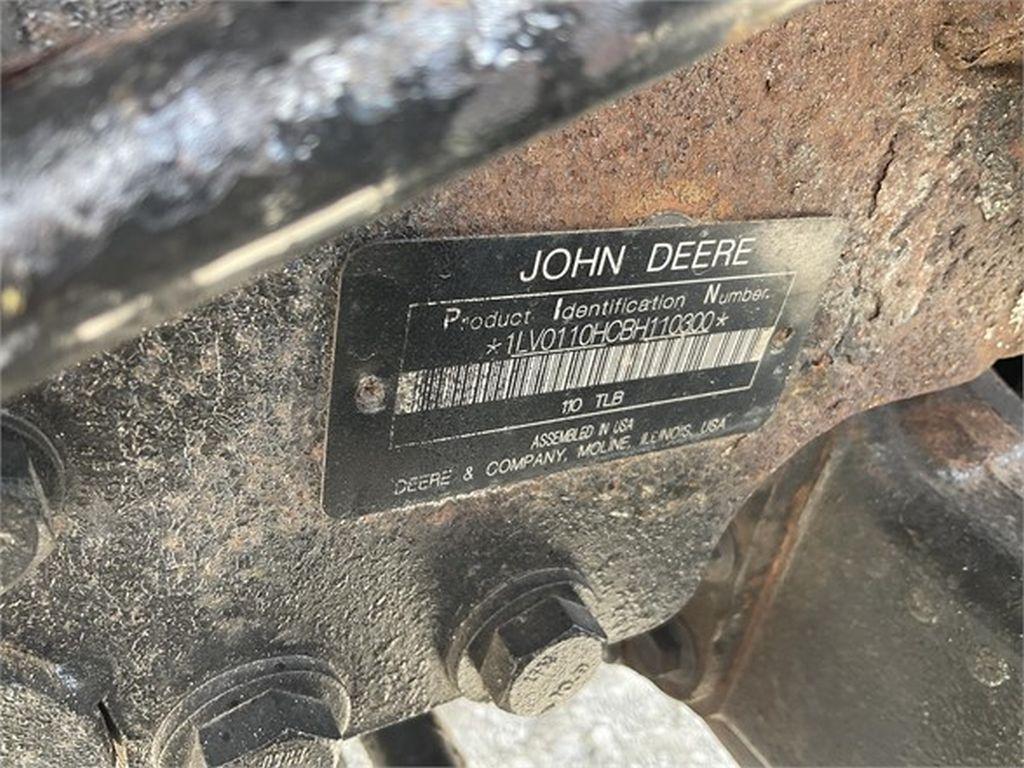 JOHN DEERE
Product Identification Number
*1LV0110HCBH110300*
110 TLB
ASSEMBLED IN USA
DEERE & COMPANY, MOLINE, ILLINOIS, USA